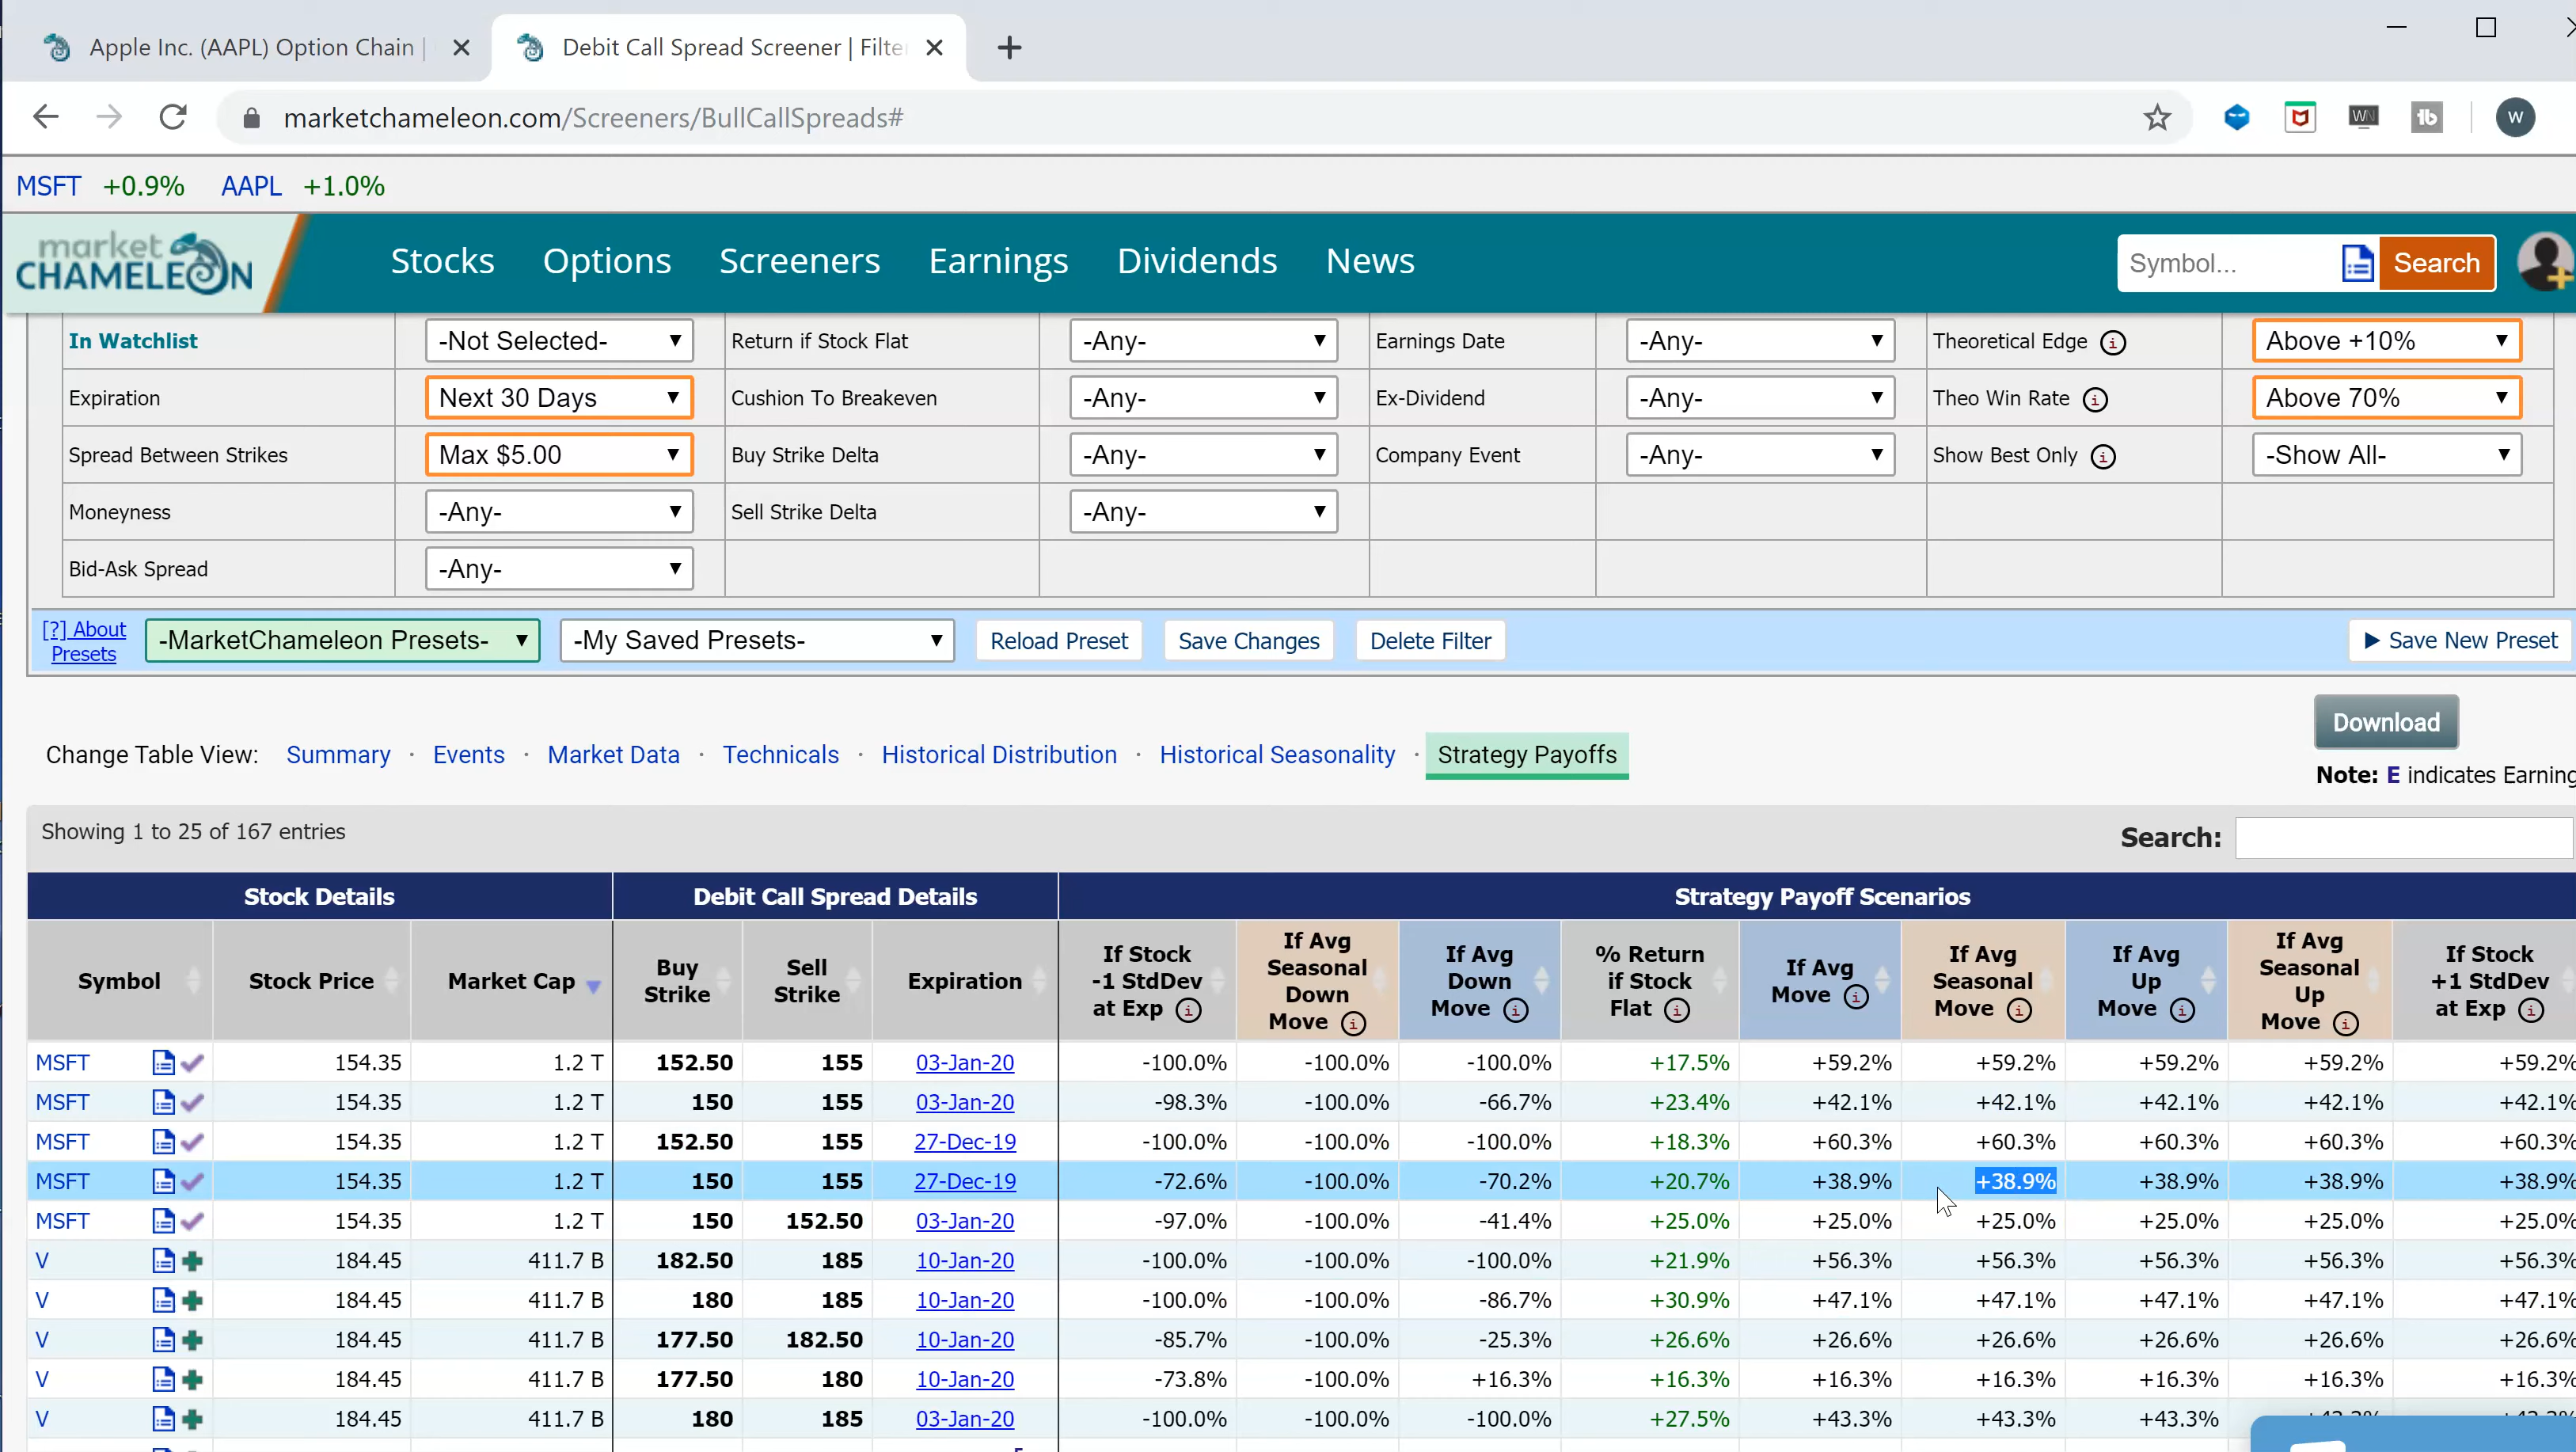 Apple Inc. (AAPL) Option Chain |
Debit Call Spread Screener | Filte
marketchameleon.com/Screeners/BullCallSpreads#
W
MSFT +0.9% AAPL +1.0%
market CHAMELEON
Stocks Options Screeners Earnings Dividends News
Symbol... Search
In Watchlist -Not Selected- Return if Stock Flat -Any- Earnings Date -Any- Theoretical Edge i Above +10%
Expiration Next 30 Days Cushion To Breakeven -Any- Ex-Dividend -Any- Theo Win Rate i Above 70%
Spread Between Strikes Max $5.00 Buy Strike Delta -Any- Company Event -Any- Show Best Only i -Show All-
Moneyness -Any- Sell Strike Delta -Any-
Bid-Ask Spread -Any-
[?] About Presets -MarketChameleon Presets- -My Saved Presets- Reload Preset Save Changes Delete Filter Save New Preset
Download
Change Table View: Summary · Events · Market Data · Technicals · Historical Distribution · Historical Seasonality · Strategy Payoffs
Note: E indicates Earning
Showing 1 to 25 of 167 entries
Search:
Stock Details Debit Call Spread Details Strategy Payoff Scenarios
Symbol Stock Price Market Cap Buy Strike Sell Strike Expiration If Stock -1 StdDev at Exp i If Avg Seasonal Down Move i If Avg Down Move i % Return if Stock Flat i If Avg Move i If Avg Seasonal Move i If Avg Up Move i If Avg Seasonal Up Move i If Stock +1 StdDev at Exp i
MSFT 154.35 1.2 T 152.50 155 03-Jan-20 -100.0% -100.0% -100.0% +17.5% +59.2% +59.2% +59.2% +59.2% +59.2%
MSFT 154.35 1.2 T 150 155 03-Jan-20 -98.3% -100.0% -66.7% +23.4% +42.1% +42.1% +42.1% +42.1% +42.1%
MSFT 154.35 1.2 T 152.50 155 27-Dec-19 -100.0% -100.0% -100.0% +18.3% +60.3% +60.3% +60.3% +60.3% +60.3%
MSFT 154.35 1.2 T 150 155 27-Dec-19 -72.6% -100.0% -70.2% +20.7% +38.9% +38.9% +38.9% +38.9% +38.9%
MSFT 154.35 1.2 T 150 152.50 03-Jan-20 -97.0% -100.0% -41.4% +25.0% +25.0% +25.0% +25.0% +25.0% +25.0%
V 184.45 411.7 B 182.50 185 10-Jan-20 -100.0% -100.0% -100.0% +21.9% +56.3% +56.3% +56.3% +56.3% +56.3%
V 184.45 411.7 B 180 185 10-Jan-20 -100.0% -100.0% -86.7% +30.9% +47.1% +47.1% +47.1% +47.1% +47.1%
V 184.45 411.7 B 177.50 182.50 10-Jan-20 -85.7% -100.0% -25.3% +26.6% +26.6% +26.6% +26.6% +26.6% +26.6%
V 184.45 411.7 B 177.50 180 10-Jan-20 -73.8% -100.0% +16.3% +16.3% +16.3% +16.3% +16.3% +16.3% +16.3%
V 184.45 411.7 B 180 185 03-Jan-20 -100.0% -100.0% -100.0% +27.5% +43.3% +43.3% +43.3%